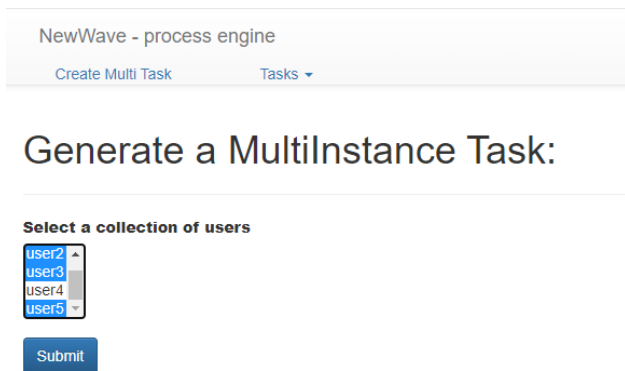 NewWave - process engine
Create Multi Task Tasks
Generate a MultiInstance Task:
Select a collection of users
user2
user3
user4
user5
Submit